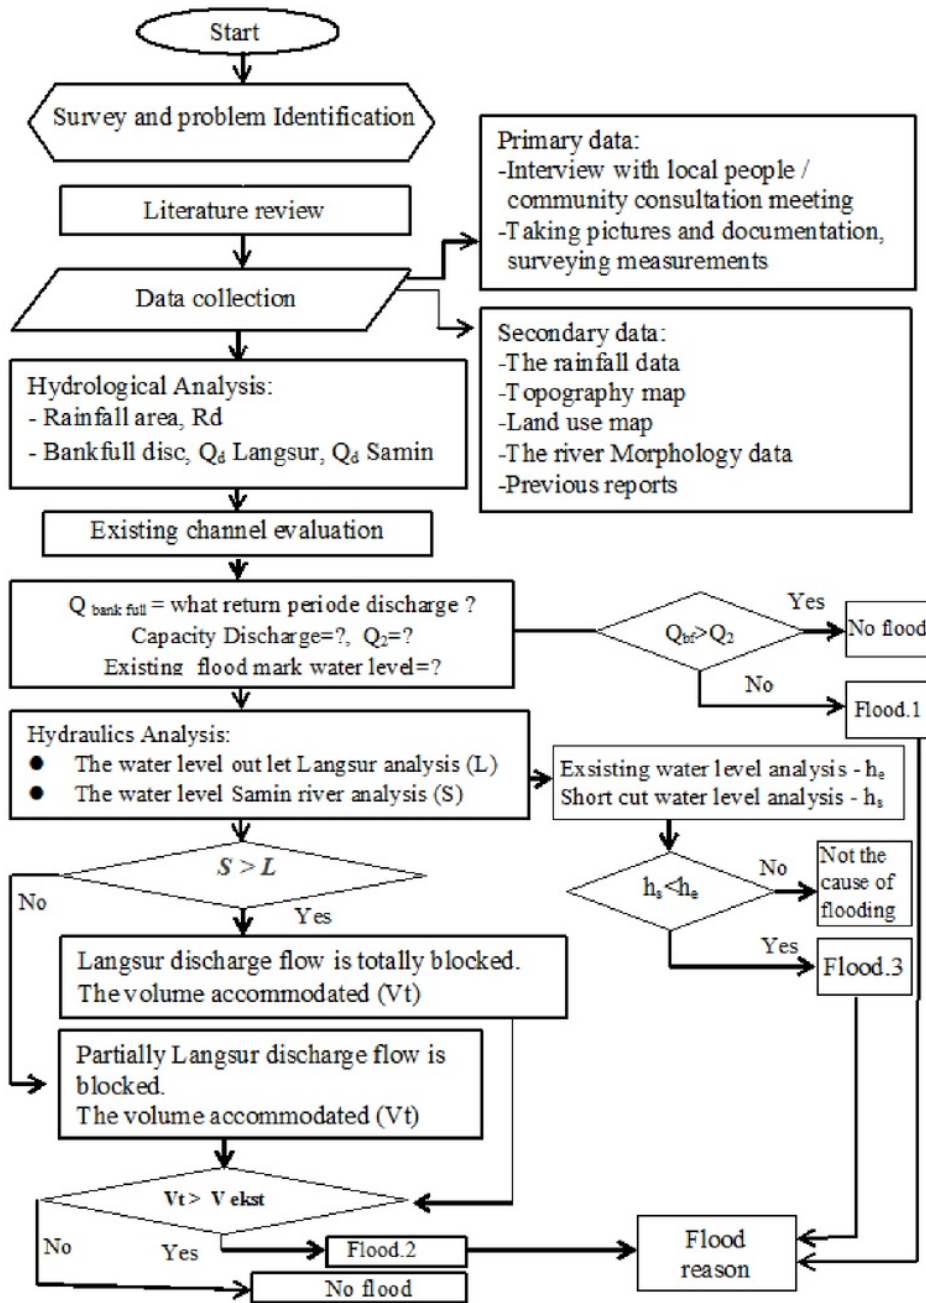 Start
Survey and problem Identification
Literature review
Data collection
Primary data:
-Interview with local people /
community consultation meeting
-Taking pictures and documentation,
surveying measurements
Secondary data:
-The rainfall data
-Topography map
-Land use map
-The river Morphology data
-Previous reports
Hydrological Analysis:
- Rainfall area, Rd
- Bankfull disc, Qd Langsur, Qd Samin
Existing channel evaluation
Q bank full = what return periode discharge ?
Capacity Discharge=?, Q2=?
Existing flood mark water level=?
Qbf>Q2
Yes
No flood
No
Flood.1
Hydraulics Analysis:
● The water level out let Langsur analysis (L)
● The water level Samin river analysis (S)
Exsisting water level analysis - he
Short cut water level analysis - hs
S > L
No
Yes
hs<he
No
Not the
cause of
flooding
Yes
Flood.3
Langsur discharge flow is totally blocked.
The volume accommodated (Vt)
Partially Langsur discharge flow is
blocked.
The volume accommodated (Vt)
Vt > V ekst
No
Yes
Flood.2
No flood
Flood
reason